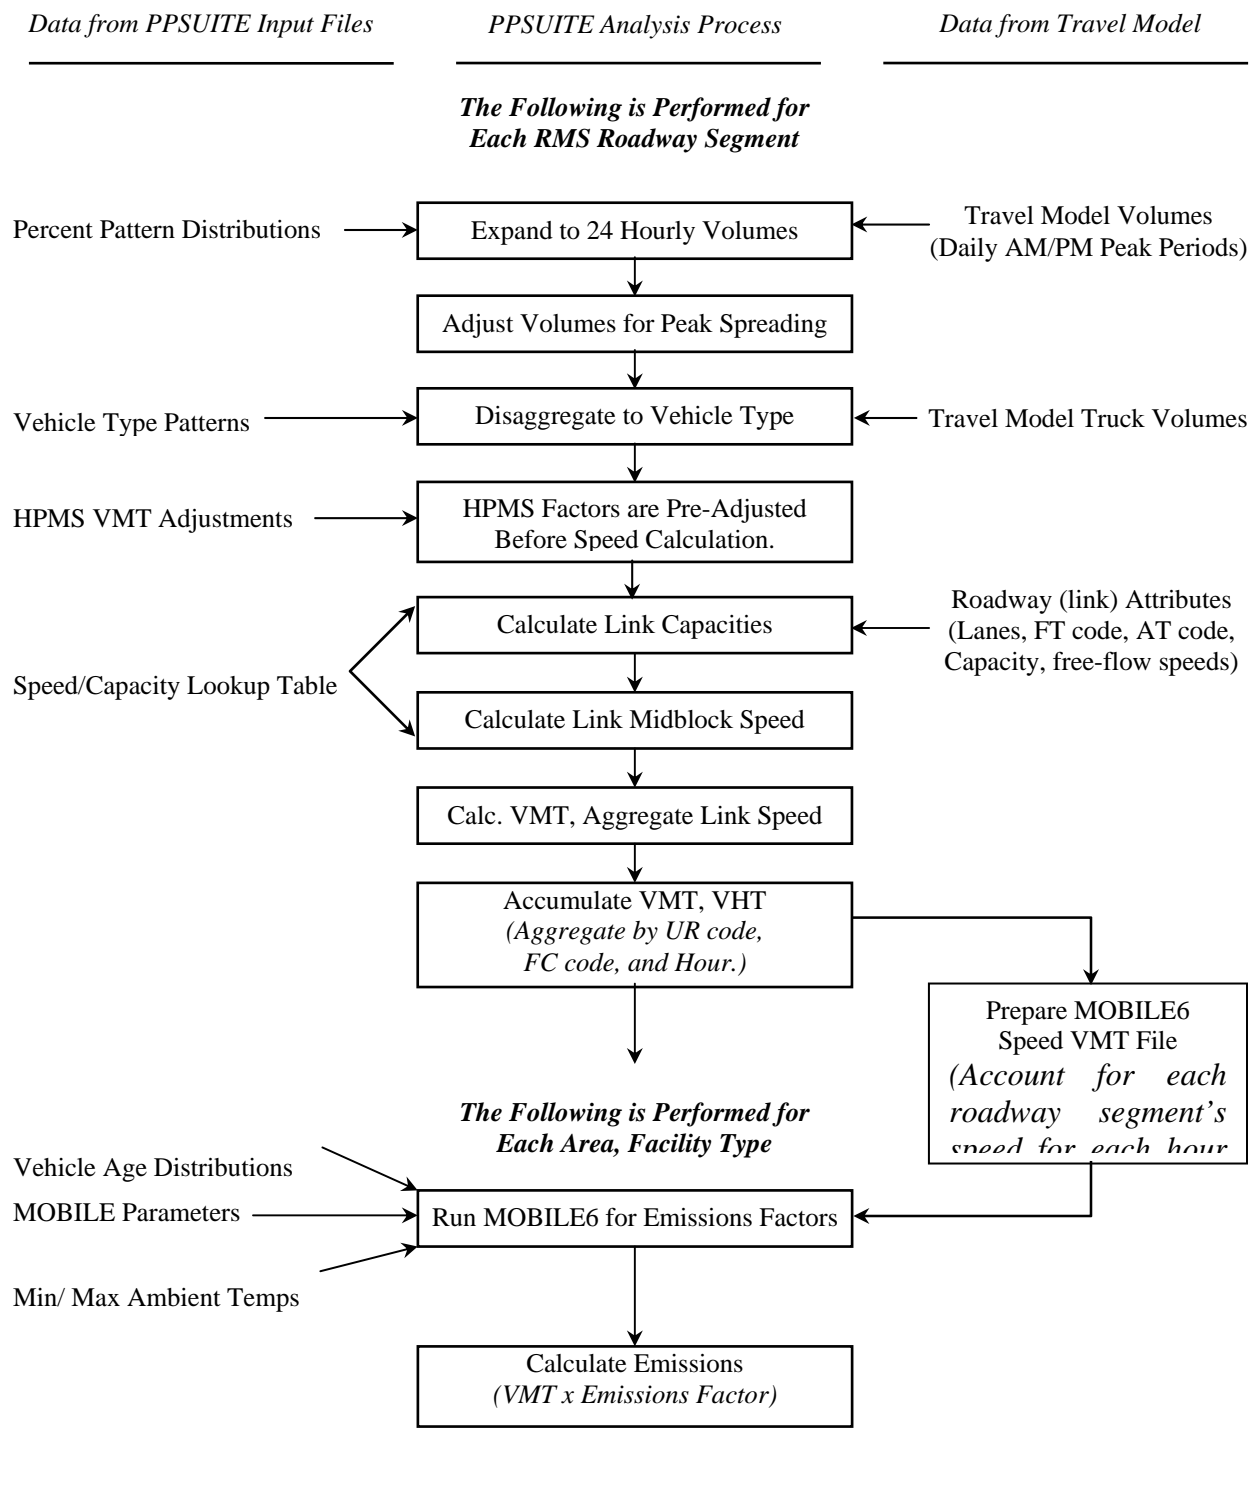 Data from PPSUITE Input Files
PPSUITE Analysis Process
Data from Travel Model
The Following is Performed for
Each RMS Roadway Segment
Percent Pattern Distributions
Expand to 24 Hourly Volumes
Travel Model Volumes
(Daily AM/PM Peak Periods)
Adjust Volumes for Peak Spreading
Vehicle Type Patterns
Disaggregate to Vehicle Type
Travel Model Truck Volumes
HPMS VMT Adjustments
HPMS Factors are Pre-Adjusted
Before Speed Calculation.
Calculate Link Capacities
Roadway (link) Attributes
(Lanes, FT code, AT code,
Capacity, free-flow speeds)
Speed/Capacity Lookup Table
Calculate Link Midblock Speed
Calc. VMT, Aggregate Link Speed
Accumulate VMT, VHT
(Aggregate by UR code,
FC code, and Hour.)
Prepare MOBILE6
Speed VMT File
(Account for each
roadway segment's
speed for each hour
The Following is Performed for
Each Area, Facility Type
Vehicle Age Distributions
MOBILE Parameters
Run MOBILE6 for Emissions Factors
Min/ Max Ambient Temps
Calculate Emissions
(VMT x Emissions Factor)